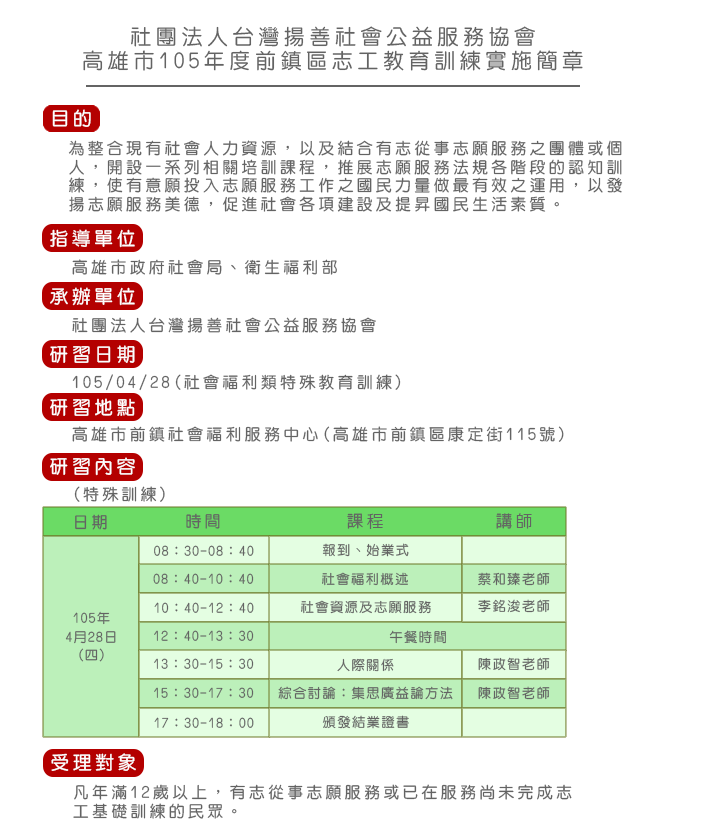 社團法人台灣揚善社會公益服務協會
高雄市105年度前鎮區志工教育訓練實施簡章
目的
為整合現有社會人力資源，以及結合有志從事志願服務之團體或個
人，開設一系列相關培訓課程，推展志願服務法規各階段的認知訓
練，使有意願投入志願服務工作之國民力量做最有效之運用，以發
揚志願服務美德，促進社會各項建設及提昇國民生活素質。
指導單位
高雄市政府社會局、衛生福利部
承辦單位
社團法人台灣揚善社會公益服務協會
研習日期
105/04/28(社會福利類特殊教育訓練)
研習地點
高雄市前鎮社會福利服務中心(高雄市前鎮區康定街115號)
研習內容
(特殊訓練)
日期 時間 課程 講師
08：30-08：40 報到、始業式
08：40-10：40 社會福利概述 蔡和臻老師
10：40-12：40 社會資源及志願服務 李銘浚老師
105年
4月28日
(四)
12：40-13：30 午餐時間
13：30-15：30 人際關係 陳政智老師
15：30-17：30 綜合討論：集思廣益論方法 陳政智老師
17：30-18：00 頒發結業證書
受理對象
凡年滿12歲以上，有志從事志願服務或已在服務尚未完成志
工基礎訓練的民眾。